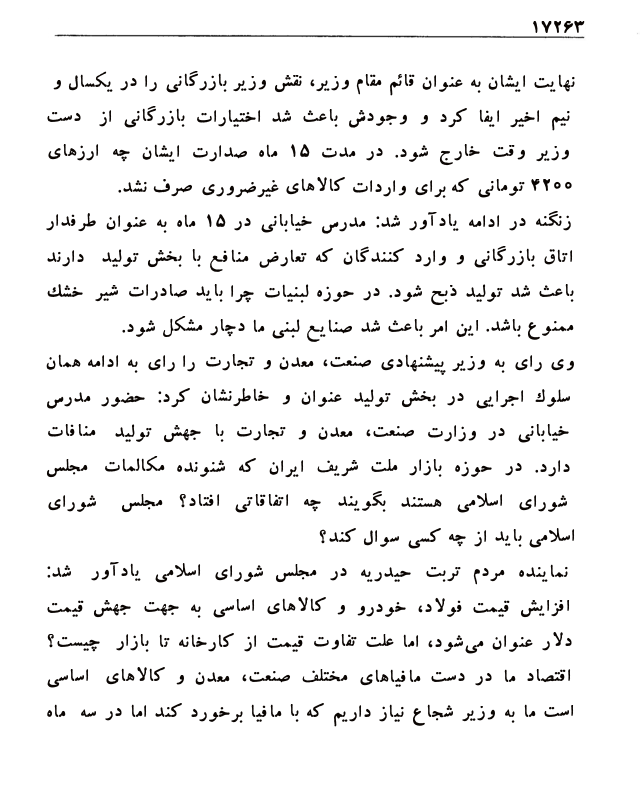 ۱۷۲۶۳
نهایت ایشان به عنوان قائم مقام وزیر، نقش وزیر بازرگانی را در یکسال و
نیم اخیر ایفا کرد و وجودش باعث شد اختیارات بازرگانی از دست
وزیر وقت خارج شود. در مدت ۱۵ ماه صدارت ایشان چه ارزهای
۴۲۰۰ تومانی که برای واردات کالاهای غیرضروری صرف نشد.
زنگنه در ادامه یادآور شد: مدرس خیابانی در ۱۵ ماه به عنوان طرفدار
اتاق بازرگانی و وارد کنندگان که تعارض منافع با بخش تولید دارند
باعث شد تولید ذبح شود. در حوزه لبنیات چرا باید صادرات شیر خشك
ممنوع باشد. این امر باعث شد صنایع لبنی ما دچار مشکل شود.
وی رای به وزیر پیشنهادی صنعت، معدن و تجارت را رای به ادامه همان
سلوك اجرایی در بخش تولید عنوان و خاطرنشان کرد: حضور مدرس
خیابانی در وزارت صنعت، معدن و تجارت با جهش تولید منافات
دارد. در حوزه بازار ملت شریف ایران که شنونده مکالمات مجلس
شورای اسلامی هستند بگویند چه اتفاقاتی افتاد؟ مجلس شورای
اسلامی باید از چه کسی سوال کند؟
نماینده مردم تربت حیدریه در مجلس شورای اسلامی یادآور شد:
افزایش قیمت فولاد، خودرو و کالاهای اساسی به جهت جهش قیمت
دلار عنوان می‌شود، اما علت تفاوت قیمت از کارخانه تا بازار چیست؟
اقتصاد ما در دست مافیاهای مختلف صنعت، معدن و کالاهای اساسی
است ما به وزیر شجاع نیاز داریم که با مافیا برخورد کند اما در سه ماه